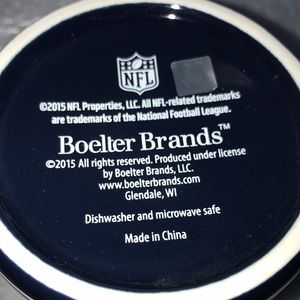 NFL
©2015 NFL Properties, LLC. All NFL-related trademarks
are trademarks of the National Football League.
Boelter Brands™
©2015 All rights reserved. Produced under license
by Boelter Brands, LLC.
www.boelterbrands.com
Glendale, WI
Dishwasher and microwave safe
Made in China